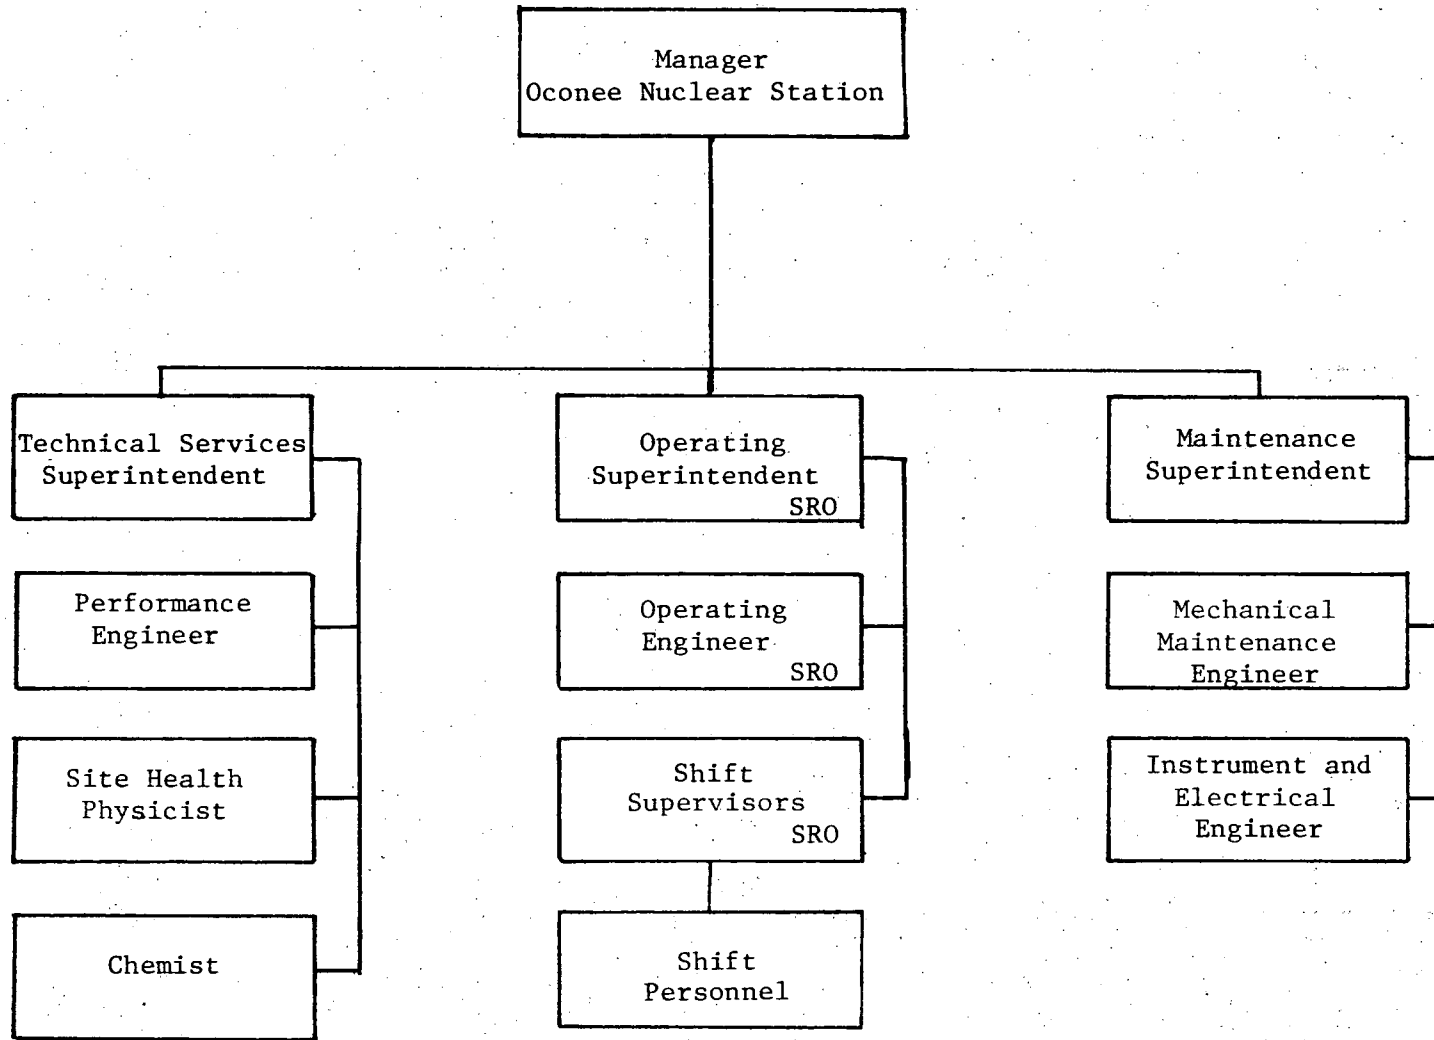 Manager
Oconee Nuclear Station
Technical Services
Superintendent
Operating
Superintendent
SRO
Maintenance
Superintendent
Performance
Engineer
Operating
Engineer
SRO
Mechanical
Maintenance
Engineer
Site Health
Physicist
Shift
Supervisors
SRO
Instrument and
Electrical
Engineer
Chemist
Shift
Personnel